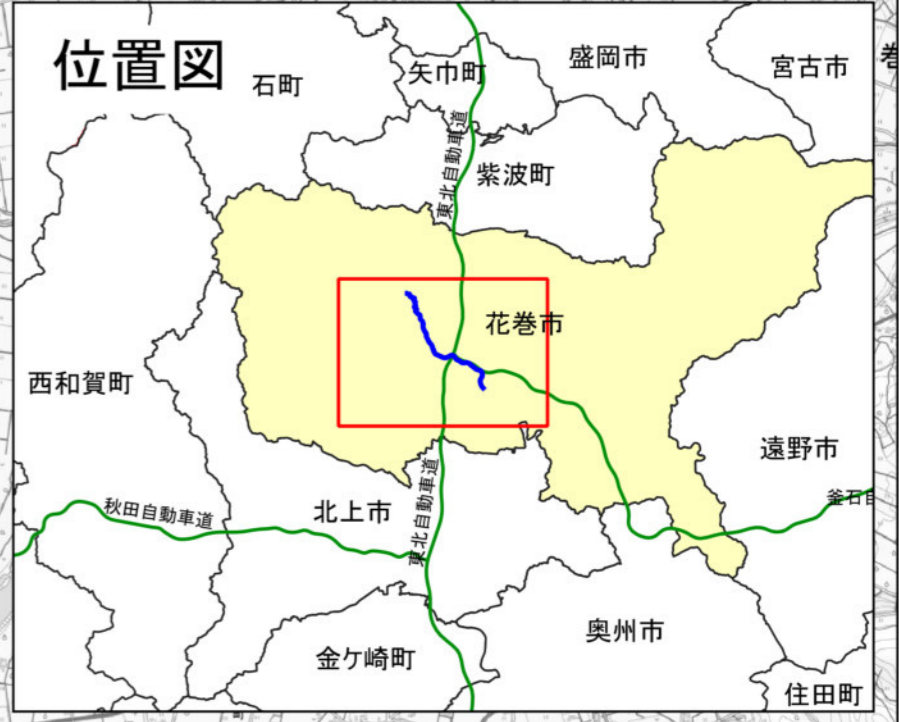 位置図
盛岡市
矢巾町
宮古市
石町
東北自動車道
紫波町
花巻市
西和賀町
遠野市
東北自動車道
釜石自
秋田自動車道
北上市
奥州市
金ケ崎町
住田町